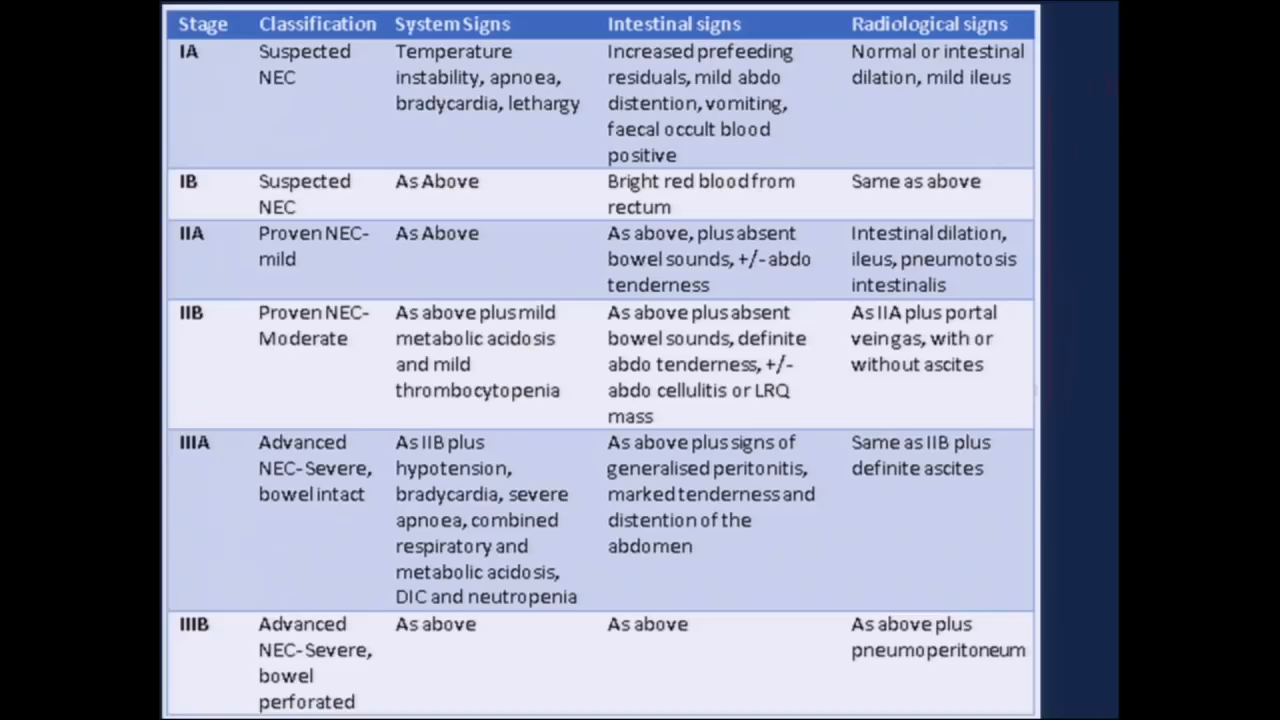 Stage Classification System Signs Intestinal signs Radiological signs
IA Suspected Temperature Increased prefeeding Normal or intestinal
NEC instability, apnoea, residuals, mild abdo dilation, mild ileus
bradycardia, lethargy distention, vomiting,
faecal occult blood
positive
IB Suspected As Above Bright red blood from Same as above
NEC rectum
IIA Proven NEC- As Above As above, plus absent Intestinal dilation,
mild bowel sounds, +/- abdo ileus, pneumotosis
tenderness intestinalis
IIB Proven NEC- As above plus mild As above plus absent As IIA plus portal
Moderate metabolic acidosis bowel sounds, definite vein gas, with or
and mild abdo tenderness, +/- without ascites
thrombocytopenia abdo cellulitis or LRQ
mass
IIIA Advanced As IIB plus As above plus signs of Same as IIB plus
NEC-Severe, hypotension, generalised peritonitis, definite ascites
bowel intact bradycardia, severe marked tenderness and
apnoea, combined distention of the
respiratory and abdomen
metabolic acidosis,
DIC and neutropenia
IIIB Advanced As above As above As above plus
NEC-Severe, pneumoperitoneum
bowel
perforated